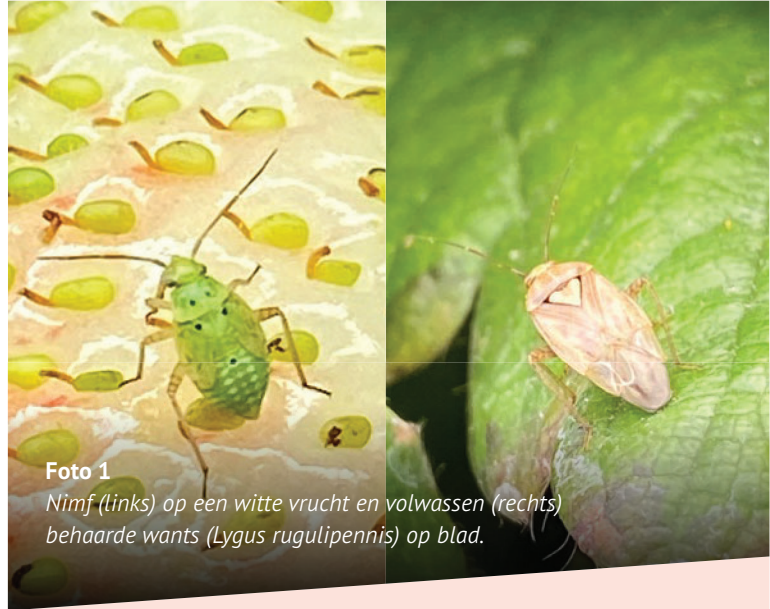 Foto 1
Nimf (links) op een witte vrucht en volwassen (rechts)
behaarde wants (Lygus rugulipennis) op blad.